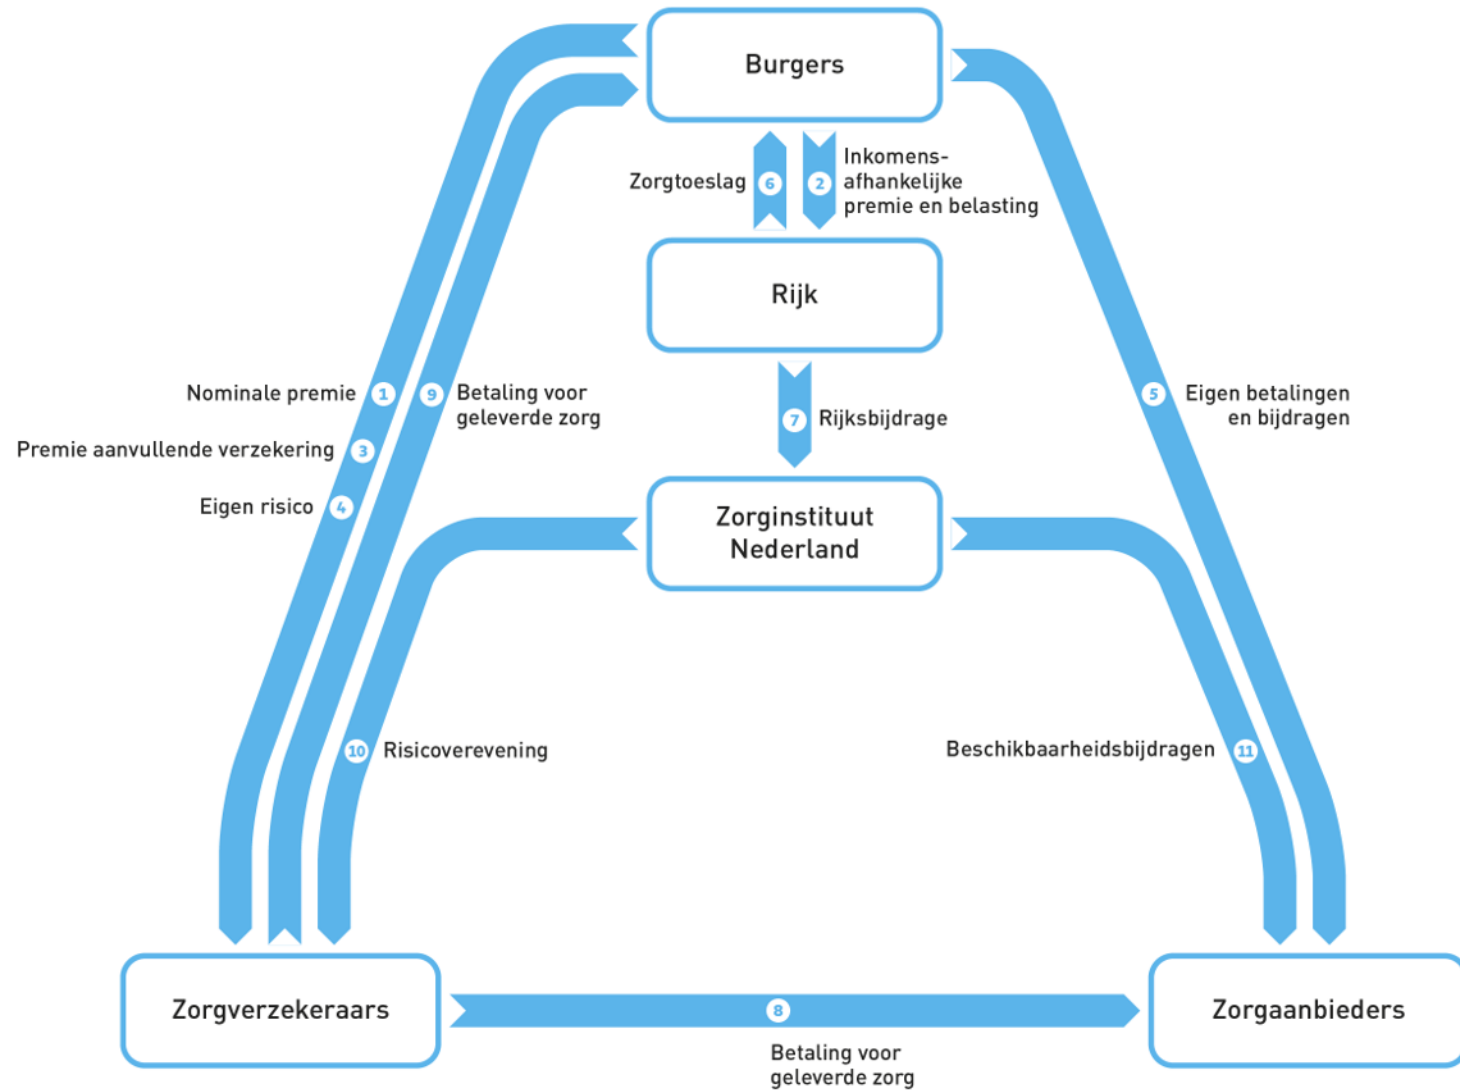 Burgers
Zorgtoeslag
6
2
Inkomens-
afhankelijke
premie en belasting
Rijk
Nominale premie
1
9
Betaling voor
geleverde zorg
5
Eigen betalingen
en bijdragen
7
Rijksbijdrage
Premie aanvullende verzekering
3
Eigen risico
4
Zorginstituut
Nederland
10
Risicoverevening
Beschikbaarheidsbijdragen
11
Zorgverzekeraars
8
Betaling voor
geleverde zorg
Zorgaanbieders